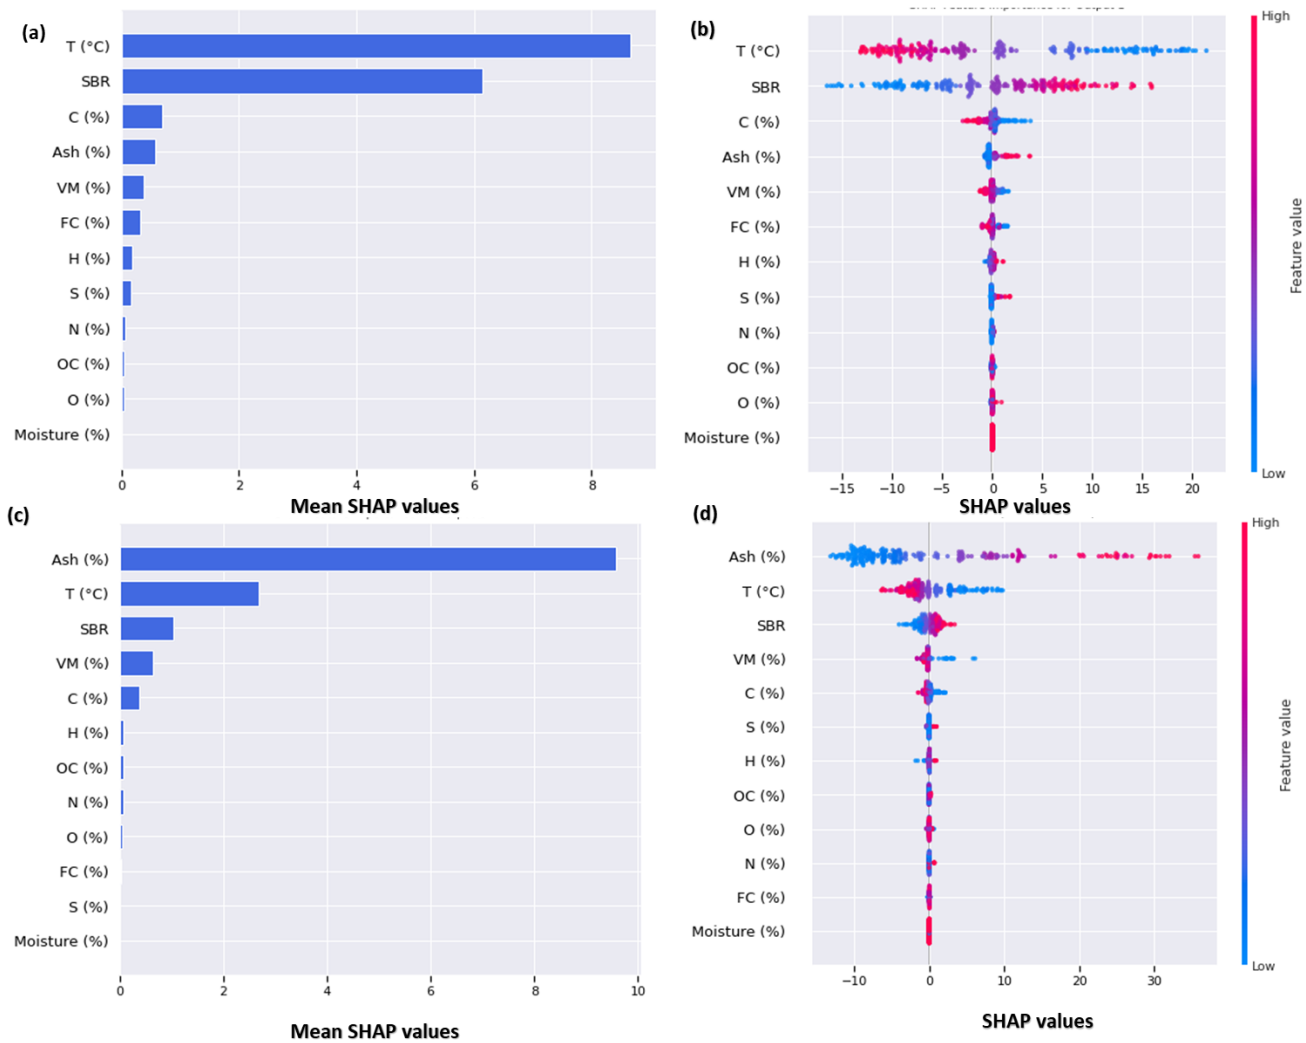 (a)
T (°C)
SBR
C (%)
Ash (%)
VM (%)
FC (%)
H (%)
S (%)
N (%)
OC (%)
O (%)
Moisture (%)
0 2 4 6 8
Mean SHAP values
(b)
T (°C)
SBR
C (%)
Ash (%)
VM (%)
FC (%)
H (%)
S (%)
N (%)
OC (%)
O (%)
Moisture (%)
−15 −10 −5 0 5 10 15 20
SHAP values
High
Feature value
Low
(c)
Ash (%)
T (°C)
SBR
VM (%)
C (%)
H (%)
OC (%)
N (%)
O (%)
FC (%)
S (%)
Moisture (%)
0 2 4 6 8 10
Mean SHAP values
(d)
Ash (%)
T (°C)
SBR
VM (%)
C (%)
S (%)
H (%)
OC (%)
O (%)
N (%)
FC (%)
Moisture (%)
−10 0 10 20 30
SHAP values
High
Feature value
Low